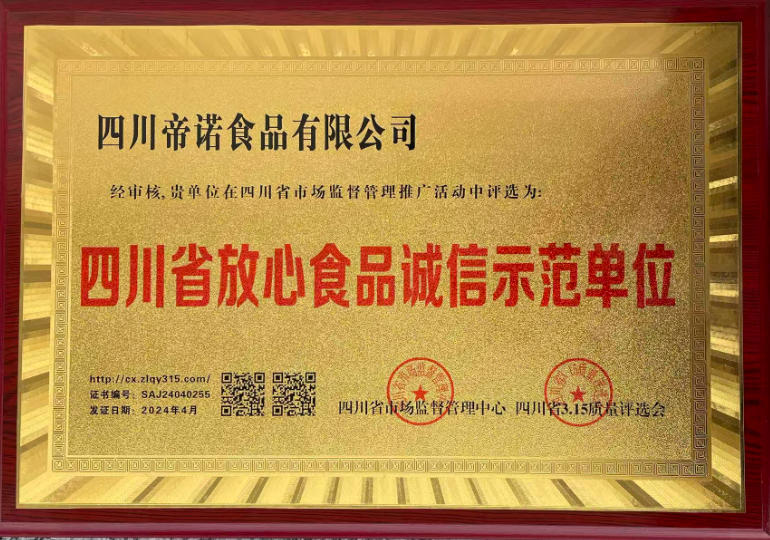 四川帝诺食品有限公司
经审核,贵单位在四川省市场监督管理推广活动中评选为:
四川省放心食品诚信示范单位
http://cx.zlqy315.com/
证书编号: SAJ24040255
发证日期: 2024年4月
四川省市场监督管理中心 四川省3.15质量评选会